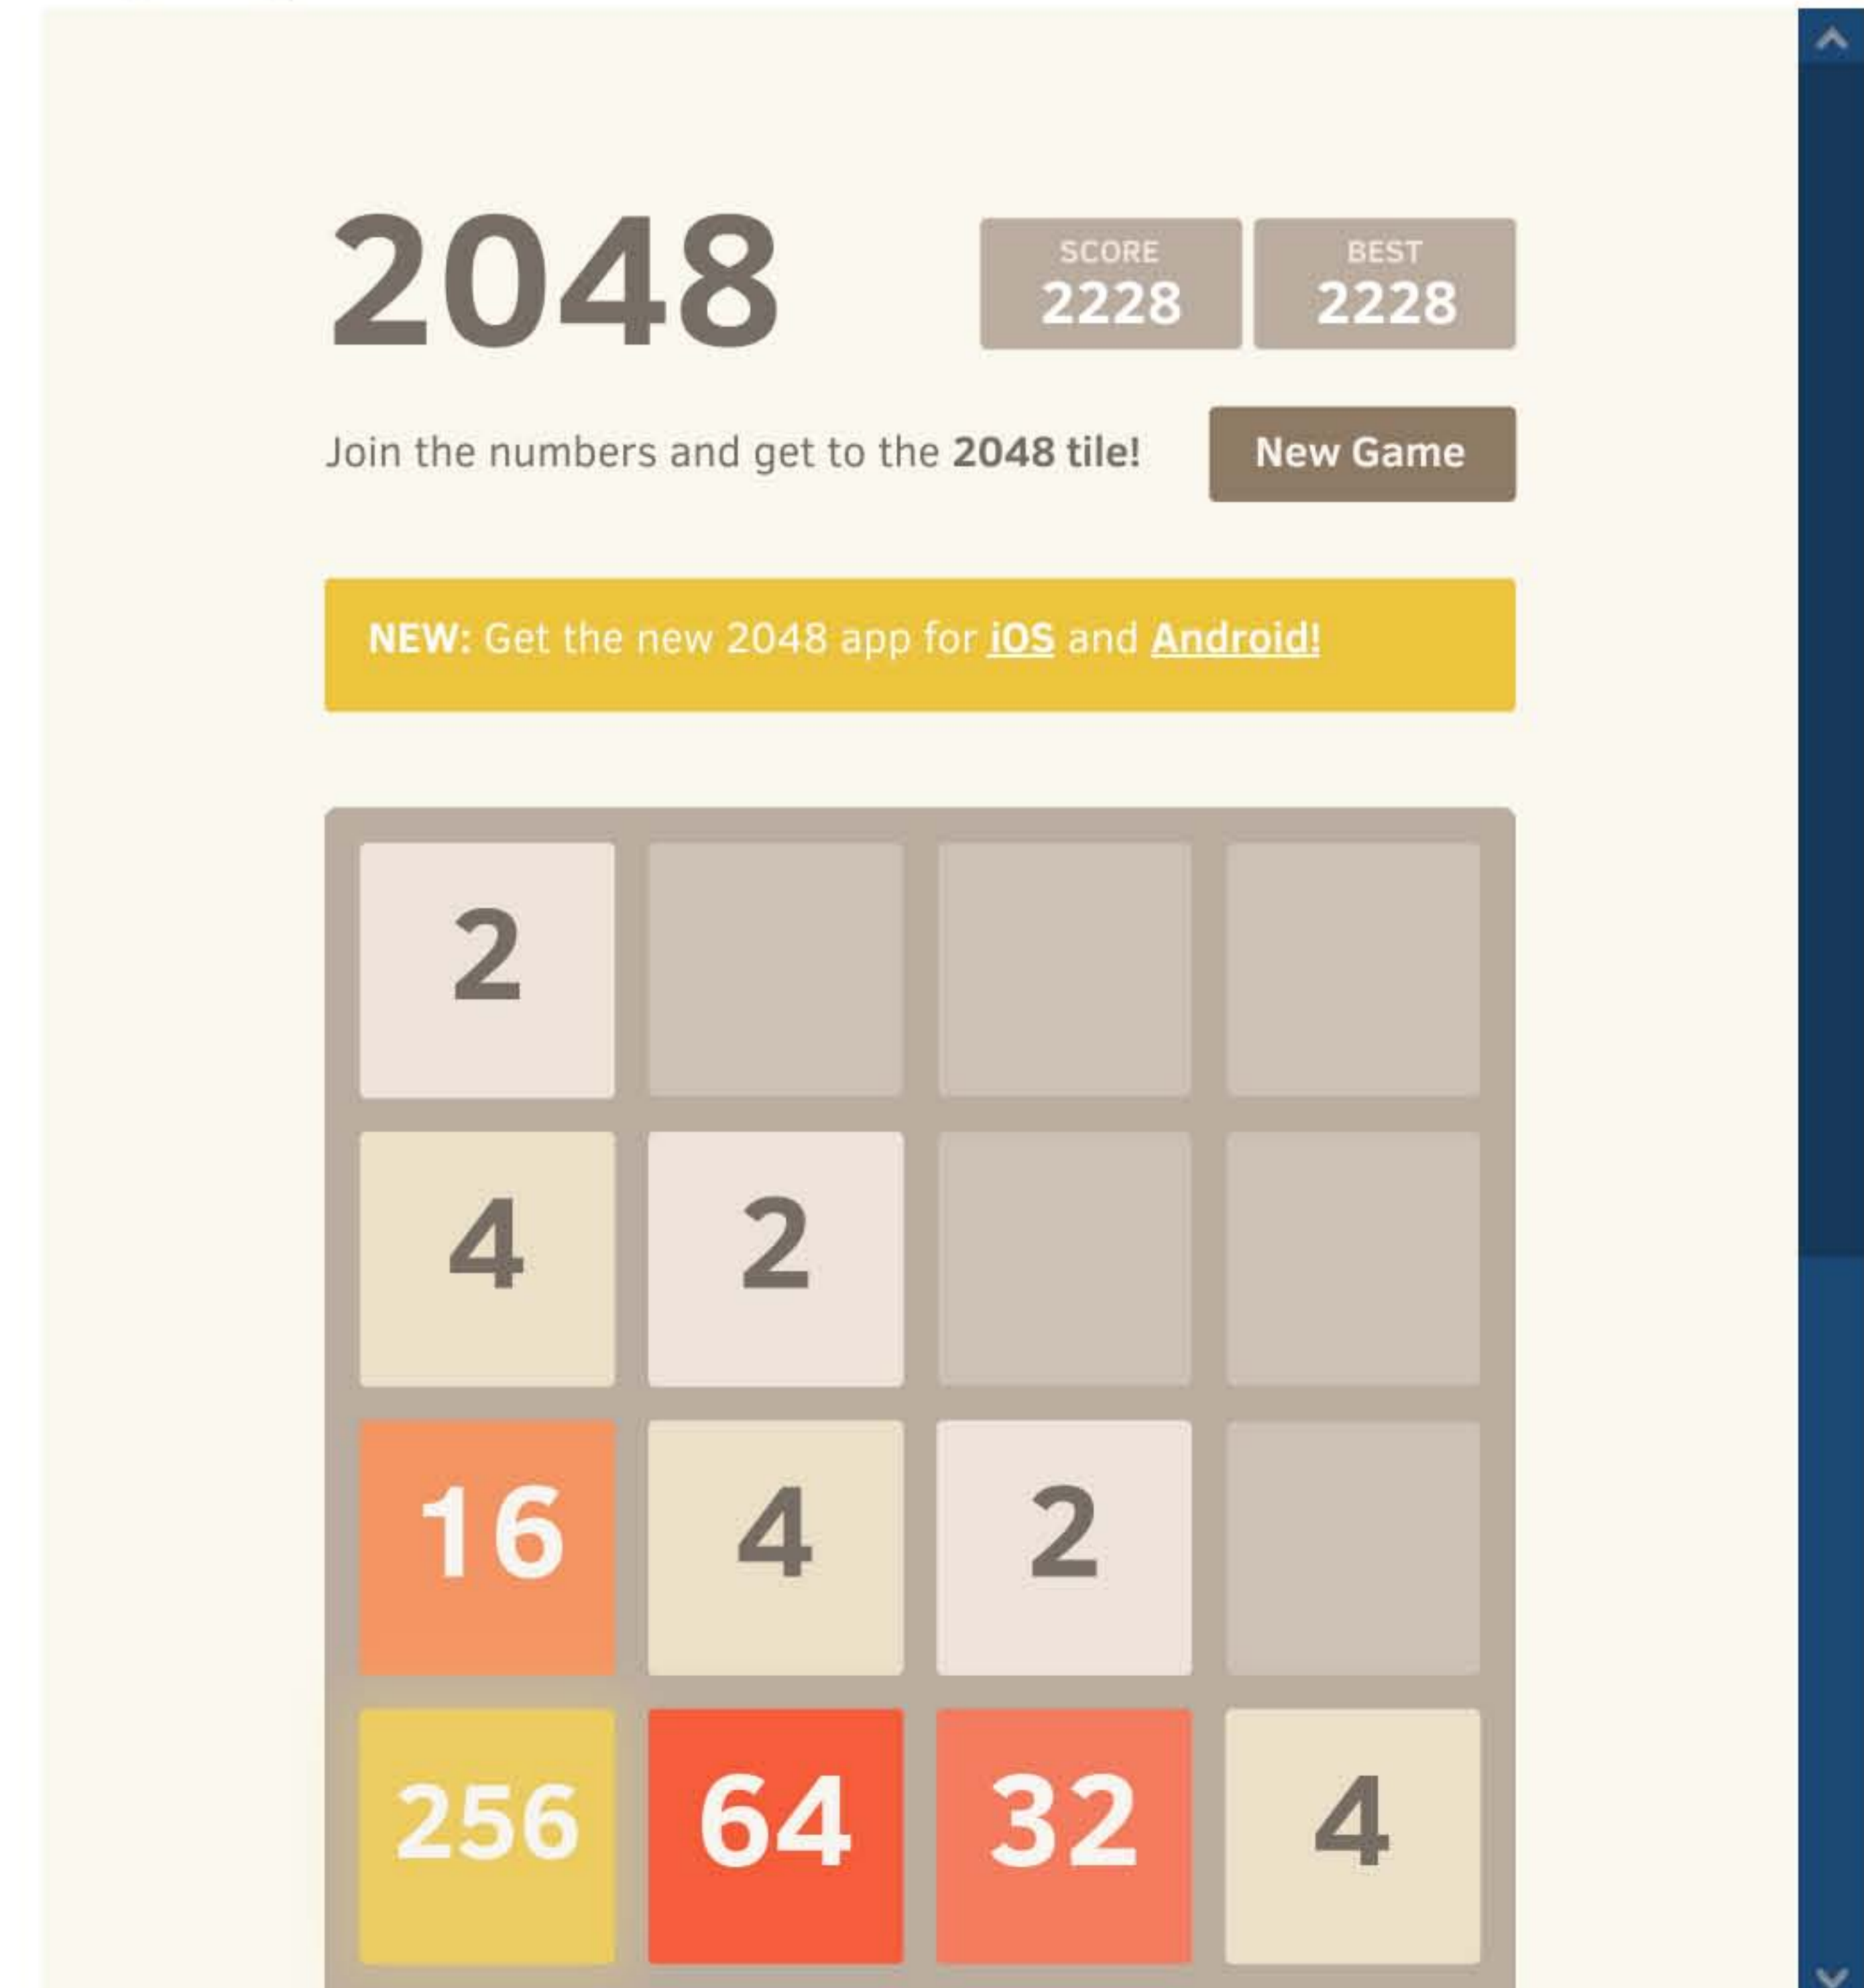 2048
SCORE
2228
BEST
2228
Join the numbers and get to the 2048 tile!
New Game
NEW: Get the new 2048 app for iOS and Android!
2
4 2
16 4 2
256 64 32 4